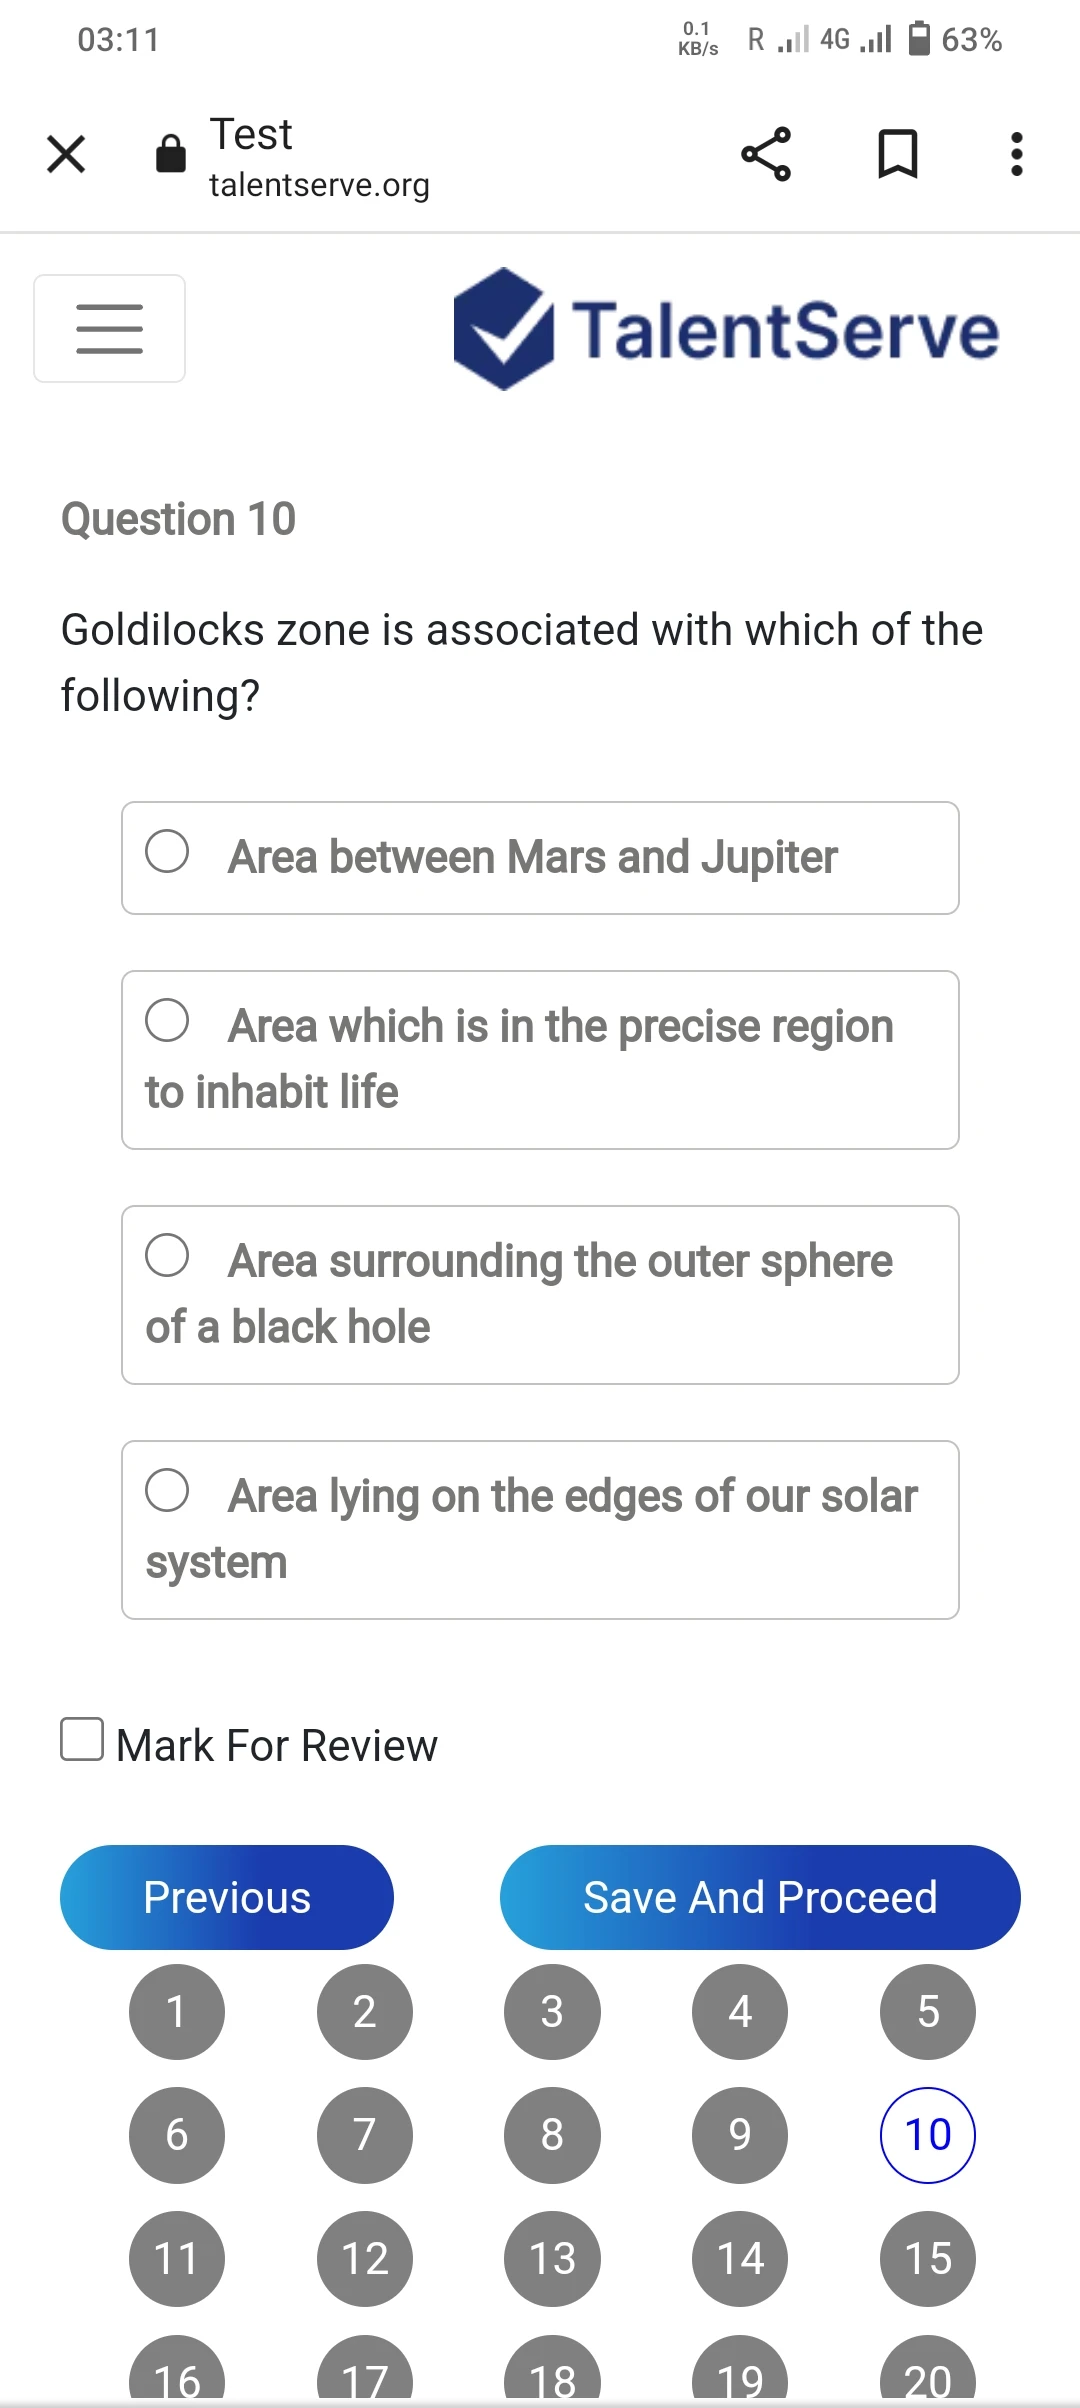 03:11
0.1
KB/s
R 4G 63%
Test
talentserve.org
TalentServe
Question 10
Goldilocks zone is associated with which of the
following?
Area between Mars and Jupiter
Area which is in the precise region
to inhabit life
Area surrounding the outer sphere
of a black hole
Area lying on the edges of our solar
system
Mark For Review
Previous Save And Proceed
1 2 3 4 5
6 7 8 9 10
11 12 13 14 15
16 17 18 19 20